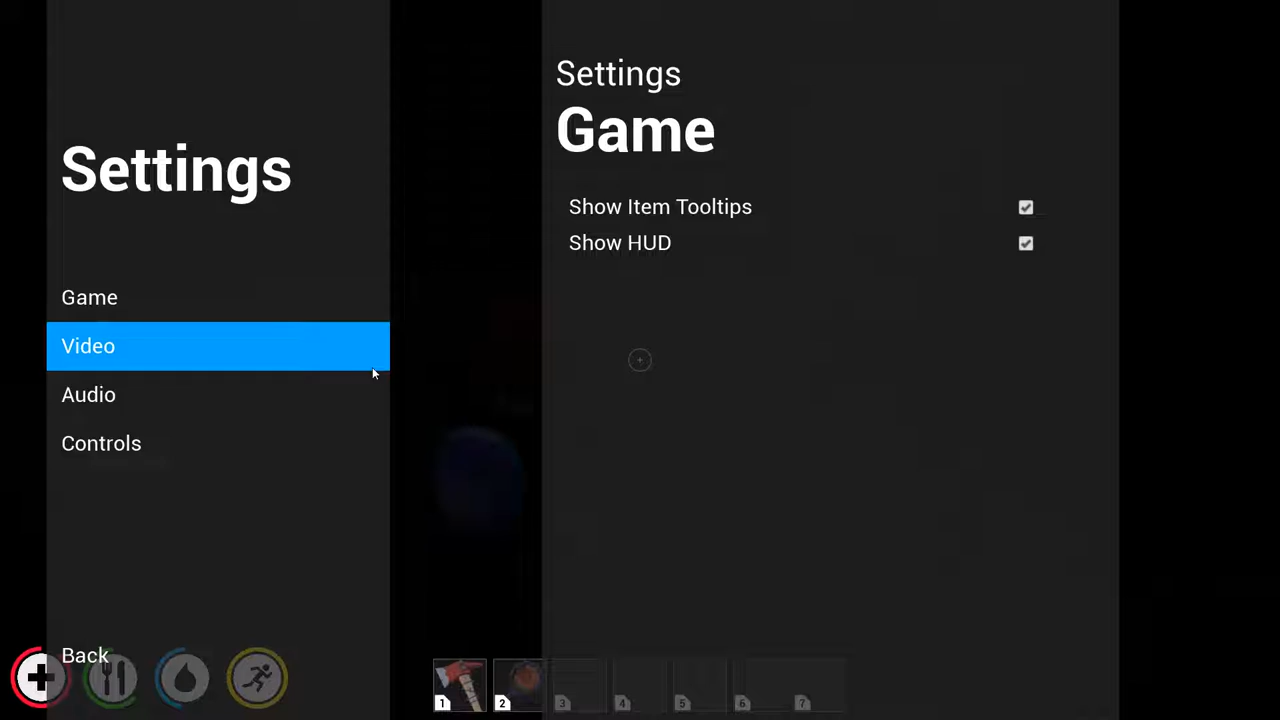 Settings
Game
Video
Audio
Controls
Back
Settings
Game
Show Item Tooltips
Show HUD
1 2 3 4 5 6 7